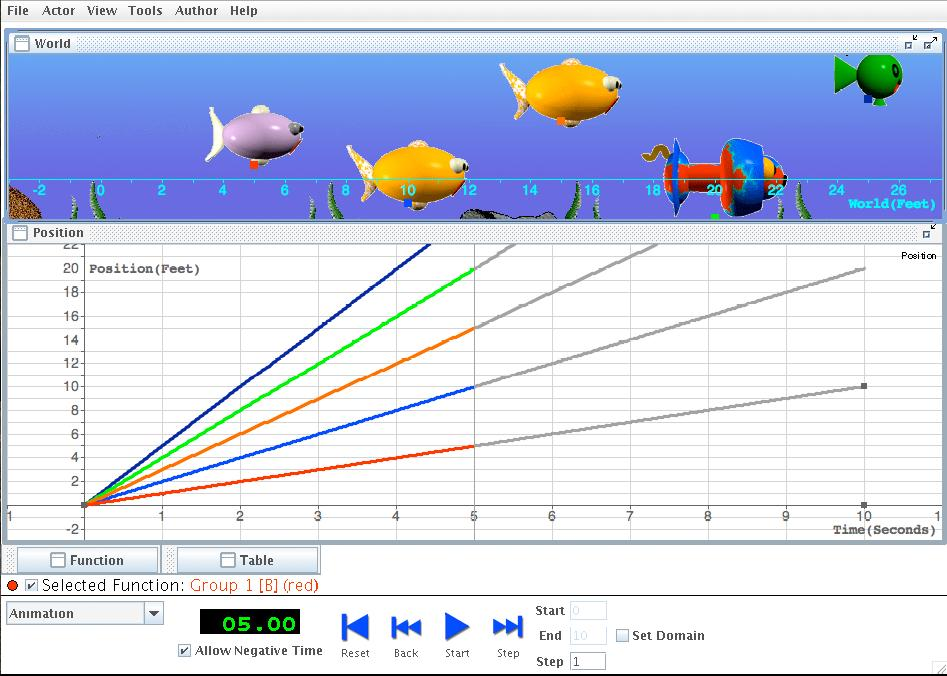 File Actor View Tools Author Help
World
-2 0 2 4 6 8 10 12 14 16 18 20 22 24 26
World(Feet)
Position
Position
22
20 Position(Feet)
18
16
14
12
10
8
6
4
2
1 1 2 3 4 5 6 7 8 9 10 1
-2 Time(Seconds)
Function Table
Selected Function: Group 1 [B] (red)
Animation
05.00
Allow Negative Time
Reset Back Start Step
Start 0
End 10 Set Domain
Step 1